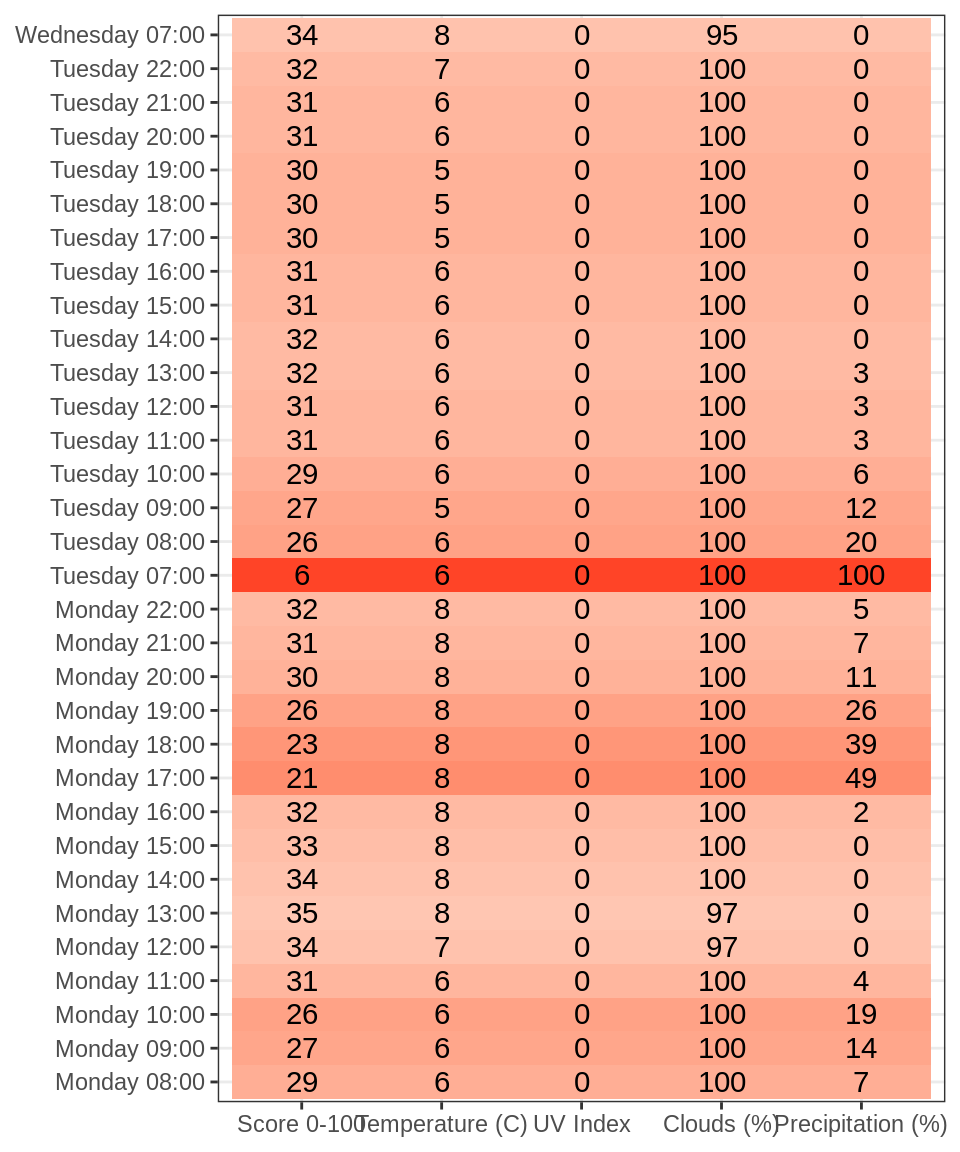 Wednesday 07:00 34 8 0 95 0
Tuesday 22:00 32 7 0 100 0
Tuesday 21:00 31 6 0 100 0
Tuesday 20:00 31 6 0 100 0
Tuesday 19:00 30 5 0 100 0
Tuesday 18:00 30 5 0 100 0
Tuesday 17:00 30 5 0 100 0
Tuesday 16:00 31 6 0 100 0
Tuesday 15:00 31 6 0 100 0
Tuesday 14:00 32 6 0 100 0
Tuesday 13:00 32 6 0 100 3
Tuesday 12:00 31 6 0 100 3
Tuesday 11:00 31 6 0 100 3
Tuesday 10:00 29 6 0 100 6
Tuesday 09:00 27 5 0 100 12
Tuesday 08:00 26 6 0 100 20
Tuesday 07:00 6 6 0 100 100
Monday 22:00 32 8 0 100 5
Monday 21:00 31 8 0 100 7
Monday 20:00 30 8 0 100 11
Monday 19:00 26 8 0 100 26
Monday 18:00 23 8 0 100 39
Monday 17:00 21 8 0 100 49
Monday 16:00 32 8 0 100 2
Monday 15:00 33 8 0 100 0
Monday 14:00 34 8 0 100 0
Monday 13:00 35 8 0 97 0
Monday 12:00 34 7 0 97 0
Monday 11:00 31 6 0 100 4
Monday 10:00 26 6 0 100 19
Monday 09:00 27 6 0 100 14
Monday 08:00 29 6 0 100 7
Score 0-100 Temperature (C) UV Index Clouds (%) Precipitation (%)